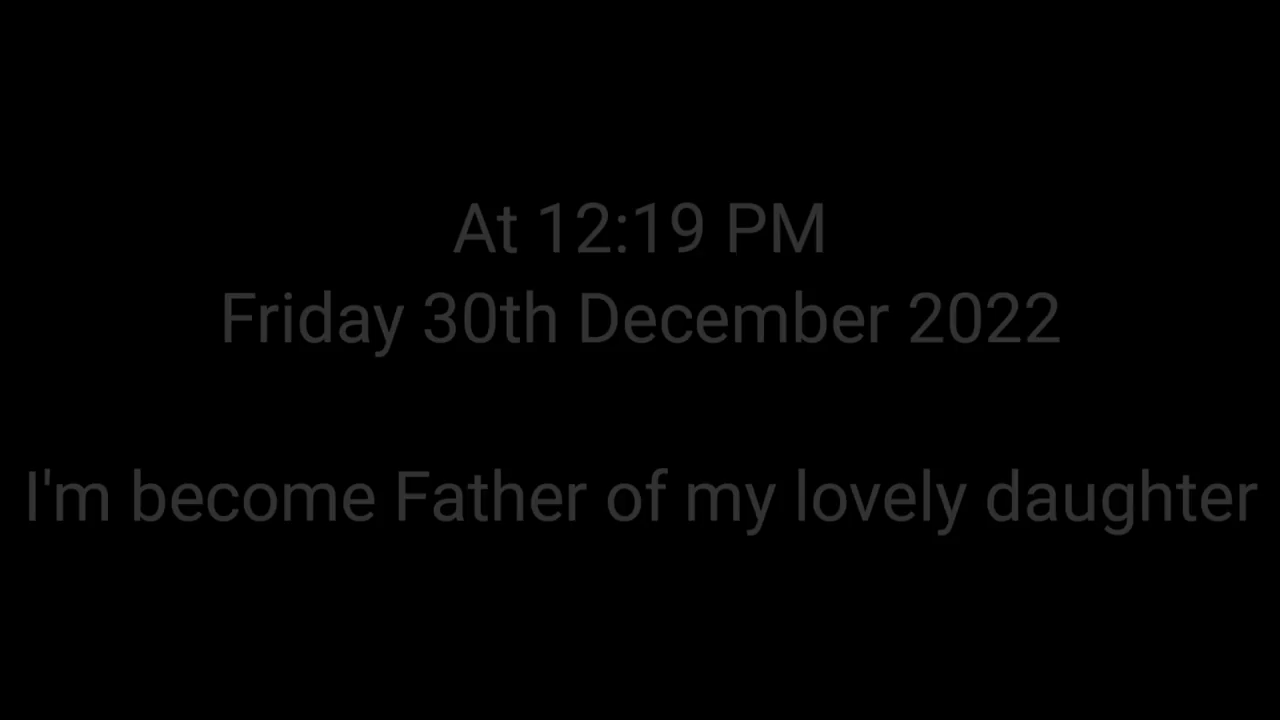 At 12:19 PM
Friday 30th December 2022
I'm become Father of my lovely daughter